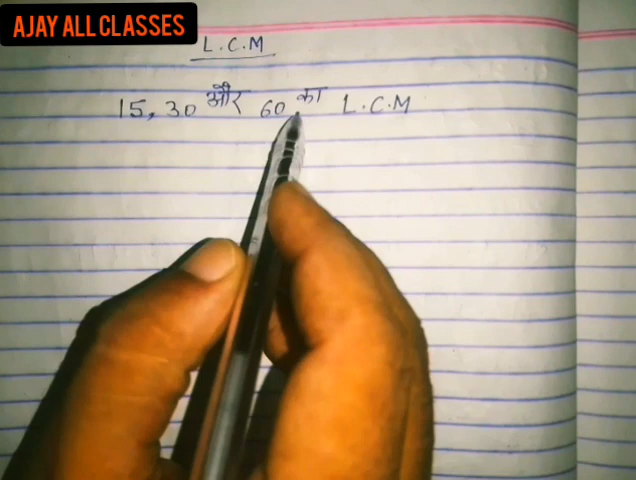 AJAY ALL CLASSES
L.C.M
15, 30 और 60 का L.C.M